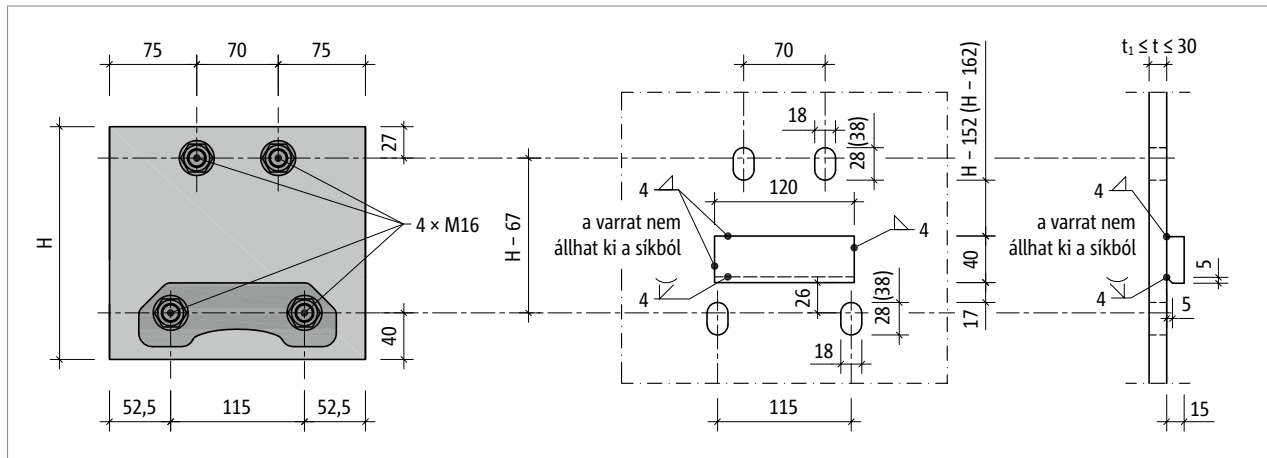 75
70
75
27
H
40
52,5
115
52,5
4 × M16
H – 67
70
18
28 (38)
120
4
a varrat nem
állhat ki a síkból
4
4
26
28 (38)
18
115
H – 152 (H – 162)
40
17
t₁ ≤ t ≤ 30
4
a varrat nem
állhat ki a síkból
4
5
5
15